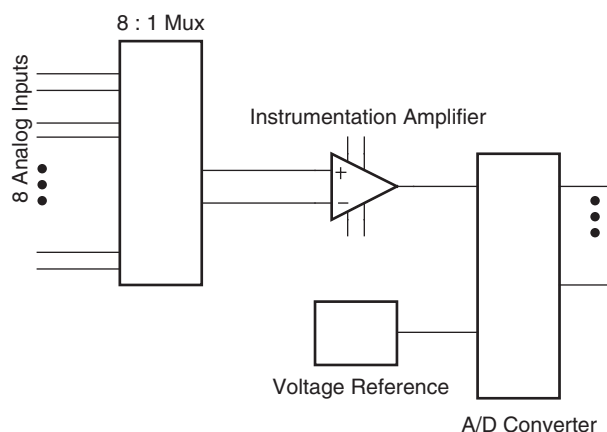 8 : 1 Mux
8 Analog Inputs
Instrumentation Amplifier
+
−
Voltage Reference
A/D Converter